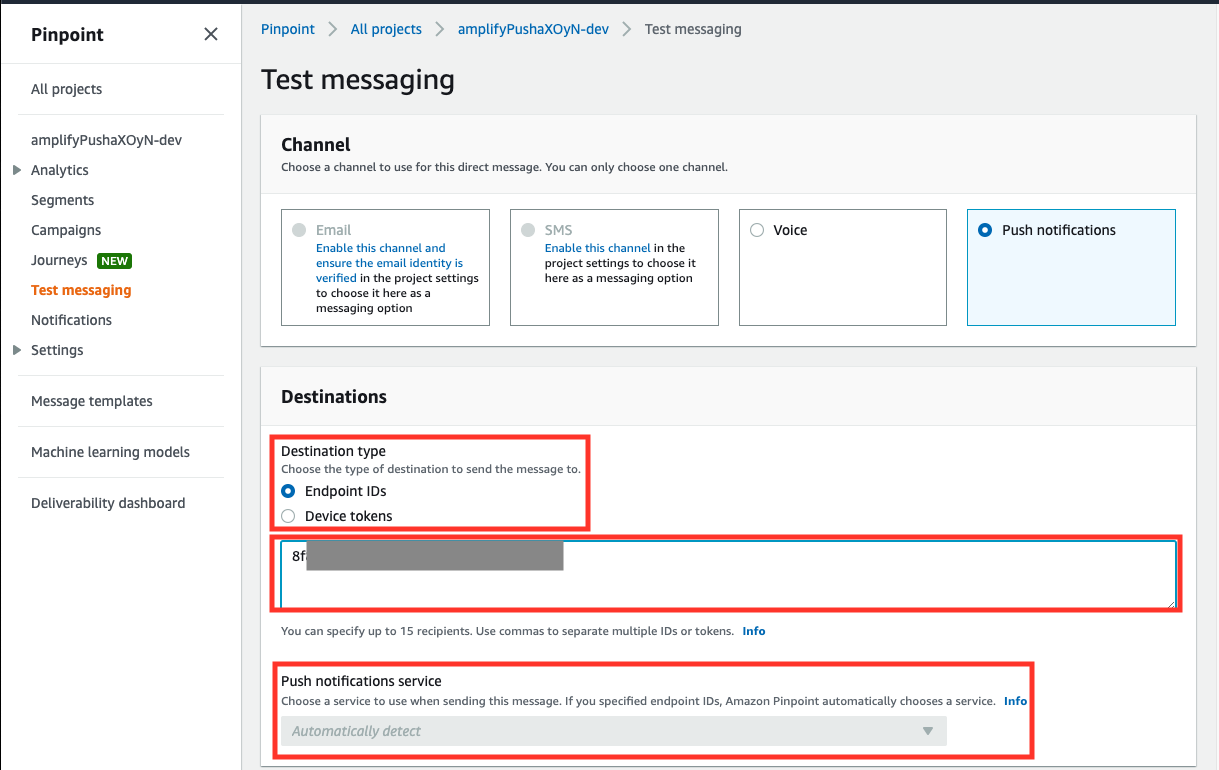 Pinpoint
All projects
amplifyPushaXOyN-dev
Analytics
Segments
Campaigns
Journeys NEW
Test messaging
Notifications
Settings
Message templates
Machine learning models
Deliverability dashboard
Pinpoint > All projects > amplifyPushaXOyN-dev > Test messaging
Test messaging
Channel
Choose a channel to use for this direct message. You can only choose one channel.
Email
Enable this channel and
ensure the email identity is
verified in the project settings
to choose it here as a
messaging option
SMS
Enable this channel in the
project settings to choose it
here as a messaging option
Voice
Push notifications
Destinations
Destination type
Choose the type of destination to send the message to.
Endpoint IDs
Device tokens
8f
You can specify up to 15 recipients. Use commas to separate multiple IDs or tokens. Info
Push notifications service
Choose a service to use when sending this message. If you specified endpoint IDs, Amazon Pinpoint automatically chooses a service. Info
Automatically detect